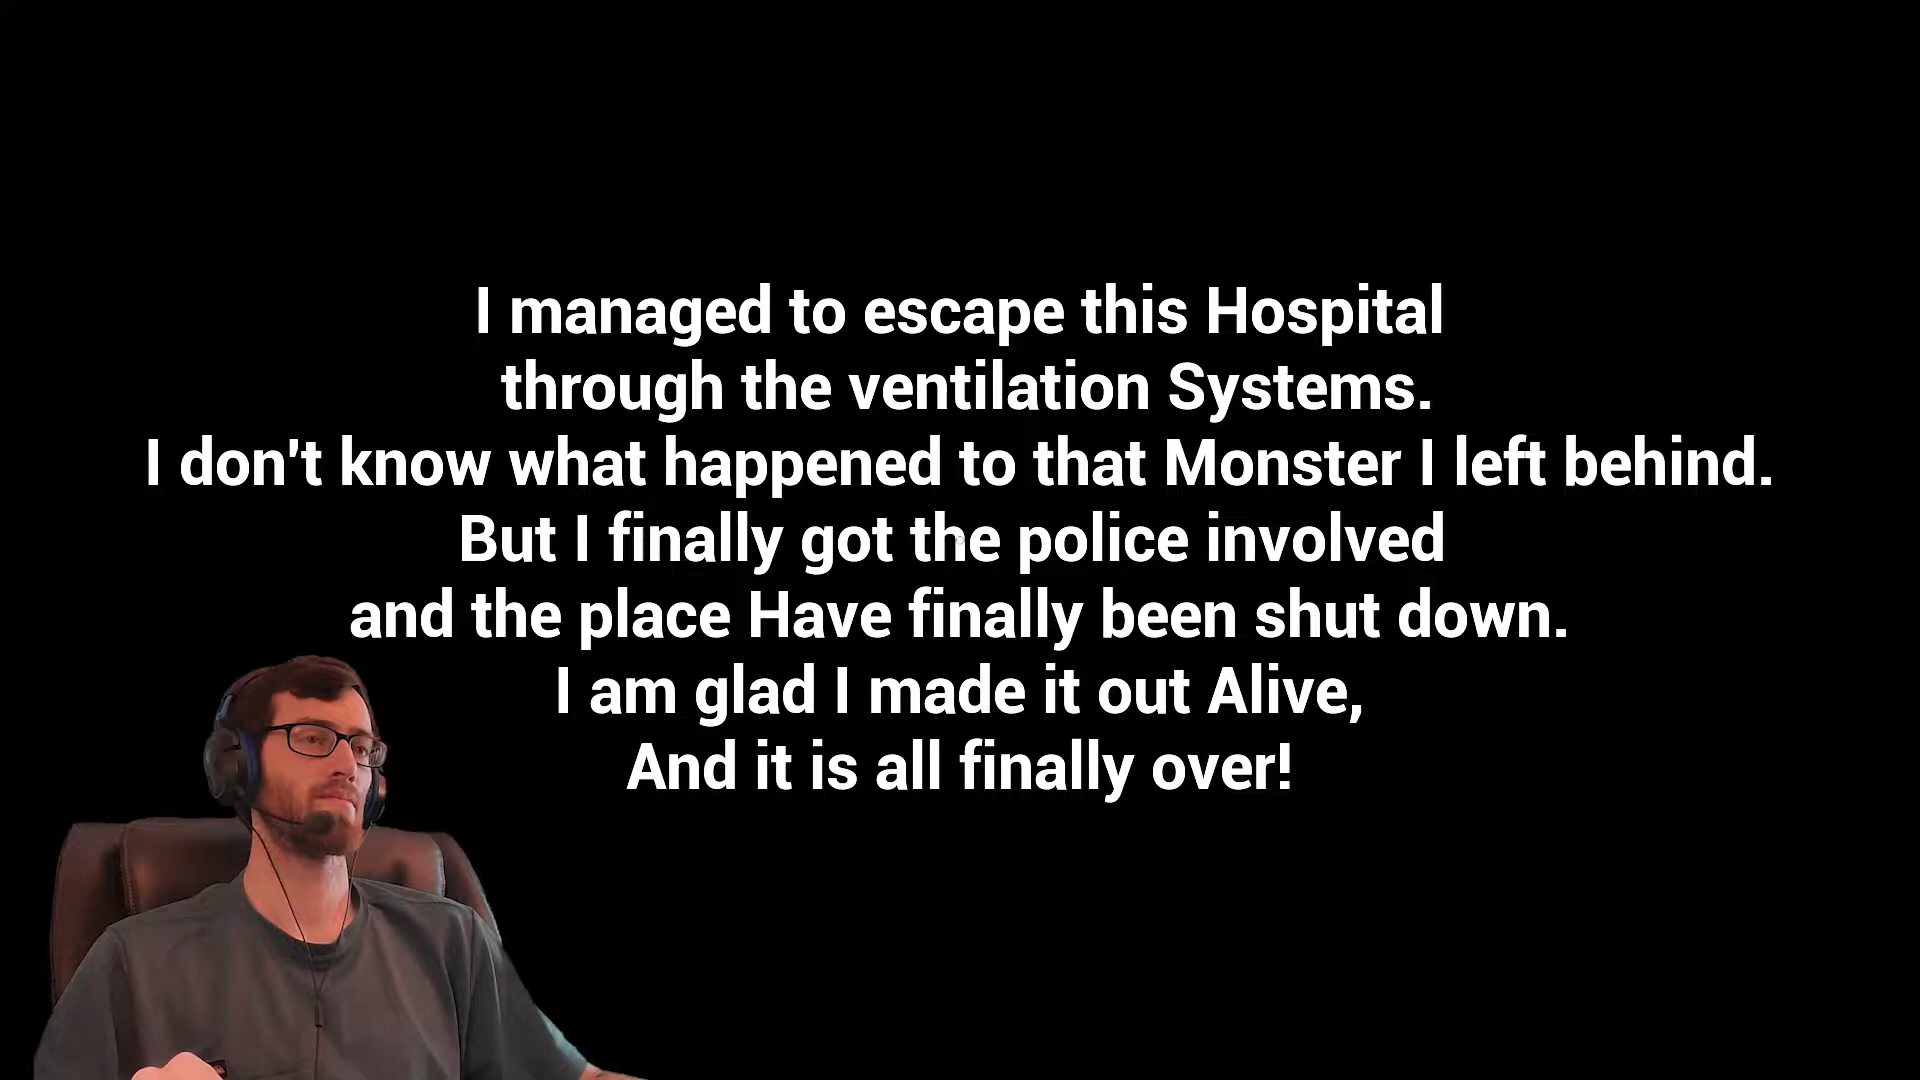 I managed to escape this Hospital
through the ventilation Systems.
I don't know what happened to that Monster I left behind.
But I finally got the police involved
and the place Have finally been shut down.
I am glad I made it out Alive,
And it is all finally over!